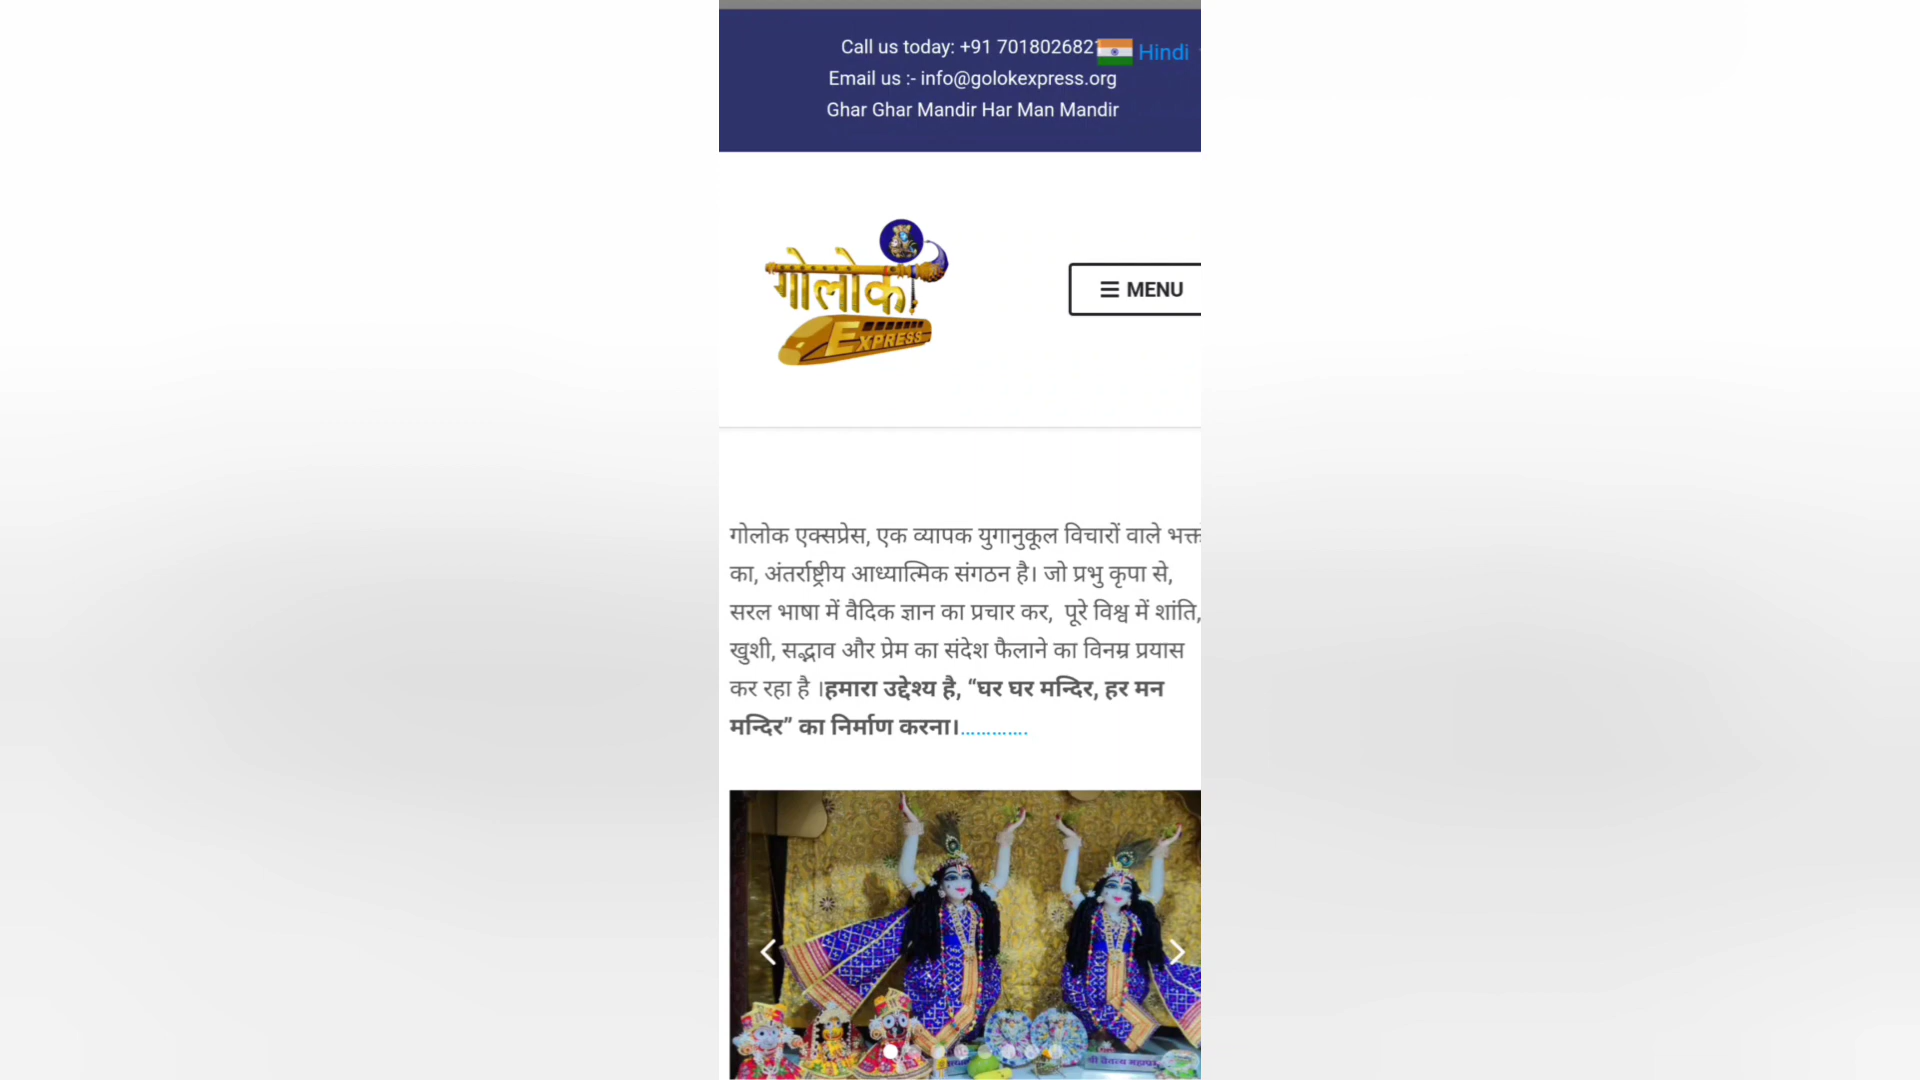 Call us today: +91 701802682
Hindi
Email us :- info@golokexpress.org
Ghar Ghar Mandir Har Man Mandir
गोलोक
EXPRESS
☰ MENU
गोलोक एक्सप्रेस, एक व्यापक युगानुकूल विचारों वाले
का, अंतर्राष्ट्रीय आध्यात्मिक संगठन है। जो प्रभु कृपा से,
सरल भाषा में वैदिक ज्ञान का प्रचार कर, पूरे विश्व में शांति,
खुशी, सद्भाव और प्रेम का संदेश फैलाने का विनम्र प्रयास
कर रहा है ।हमारा उद्देश्य है, “घर घर मन्दिर, हर मन
मन्दिर” का निर्माण करना।………….